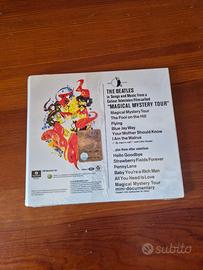 THE BEATLES
in Songs and Music from a
Colour Television Film called
"MAGICAL MYSTERY TOUR"
Magical Mystery Tour
The Fool on the Hill
Flying
Blue Jay Way
Your Mother Should Know
I Am the Walrus
...plus these other selections
Hello Goodbye
Strawberry Fields Forever
Penny Lane
Baby You're a Rich Man
All You Need Is Love
Magical Mystery Tour
mini-documentary
subito